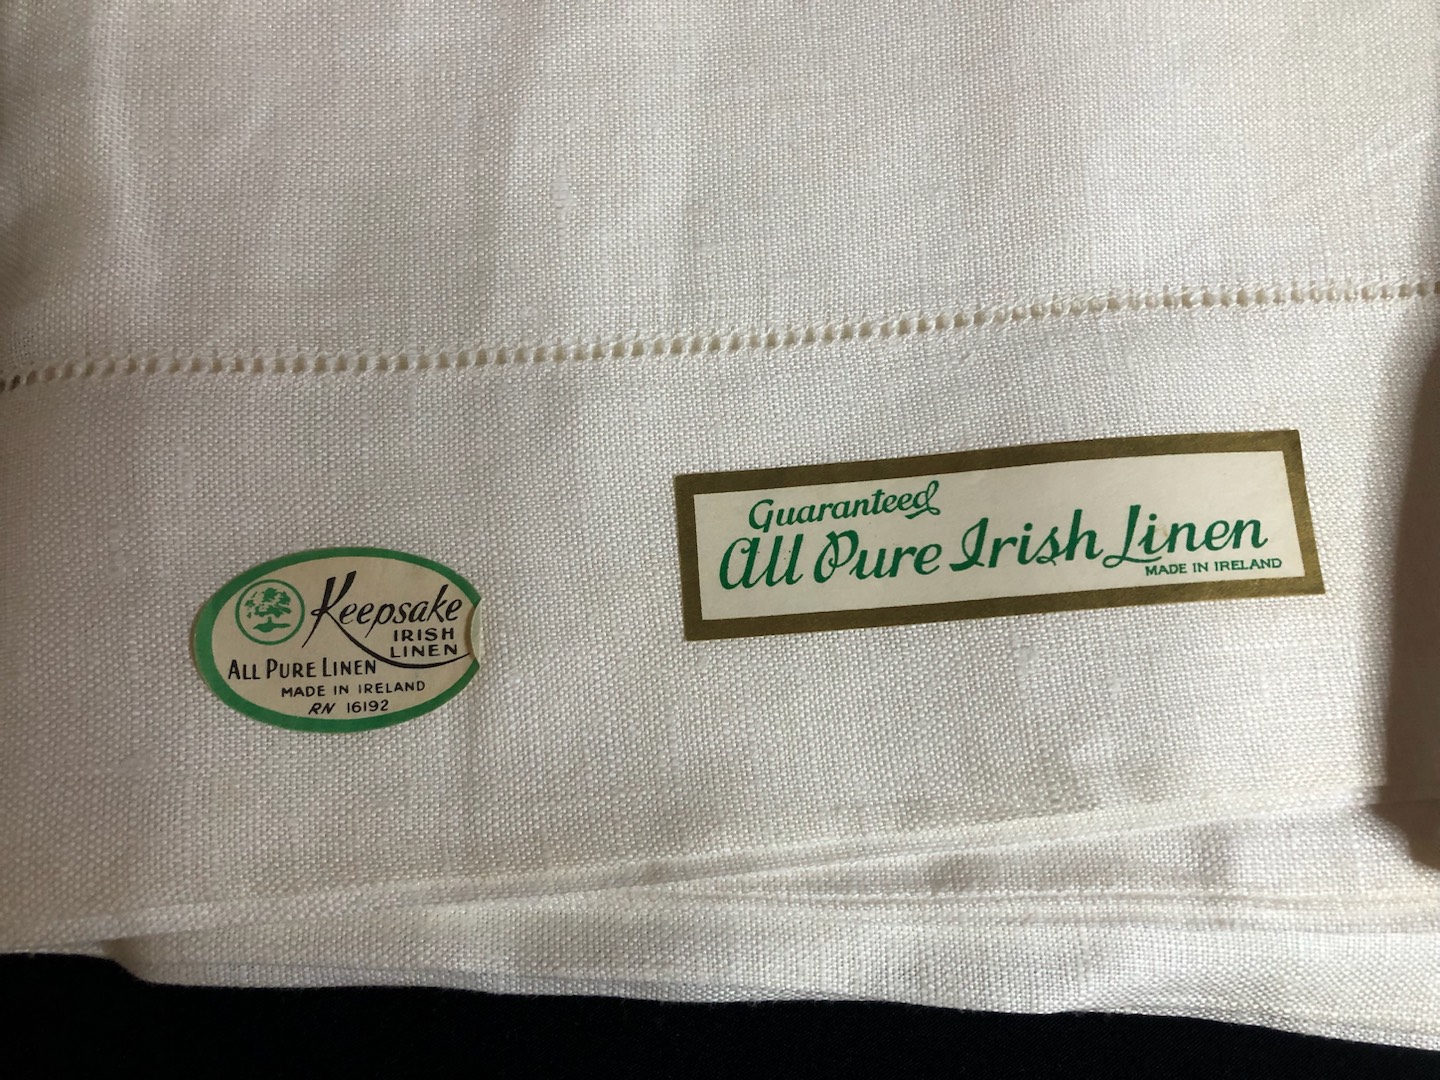 Keepsake
IRISH
LINEN
ALL PURE LINEN
MADE IN IRELAND
RN 16192
Guaranteed
All Pure Irish Linen
MADE IN IRELAND